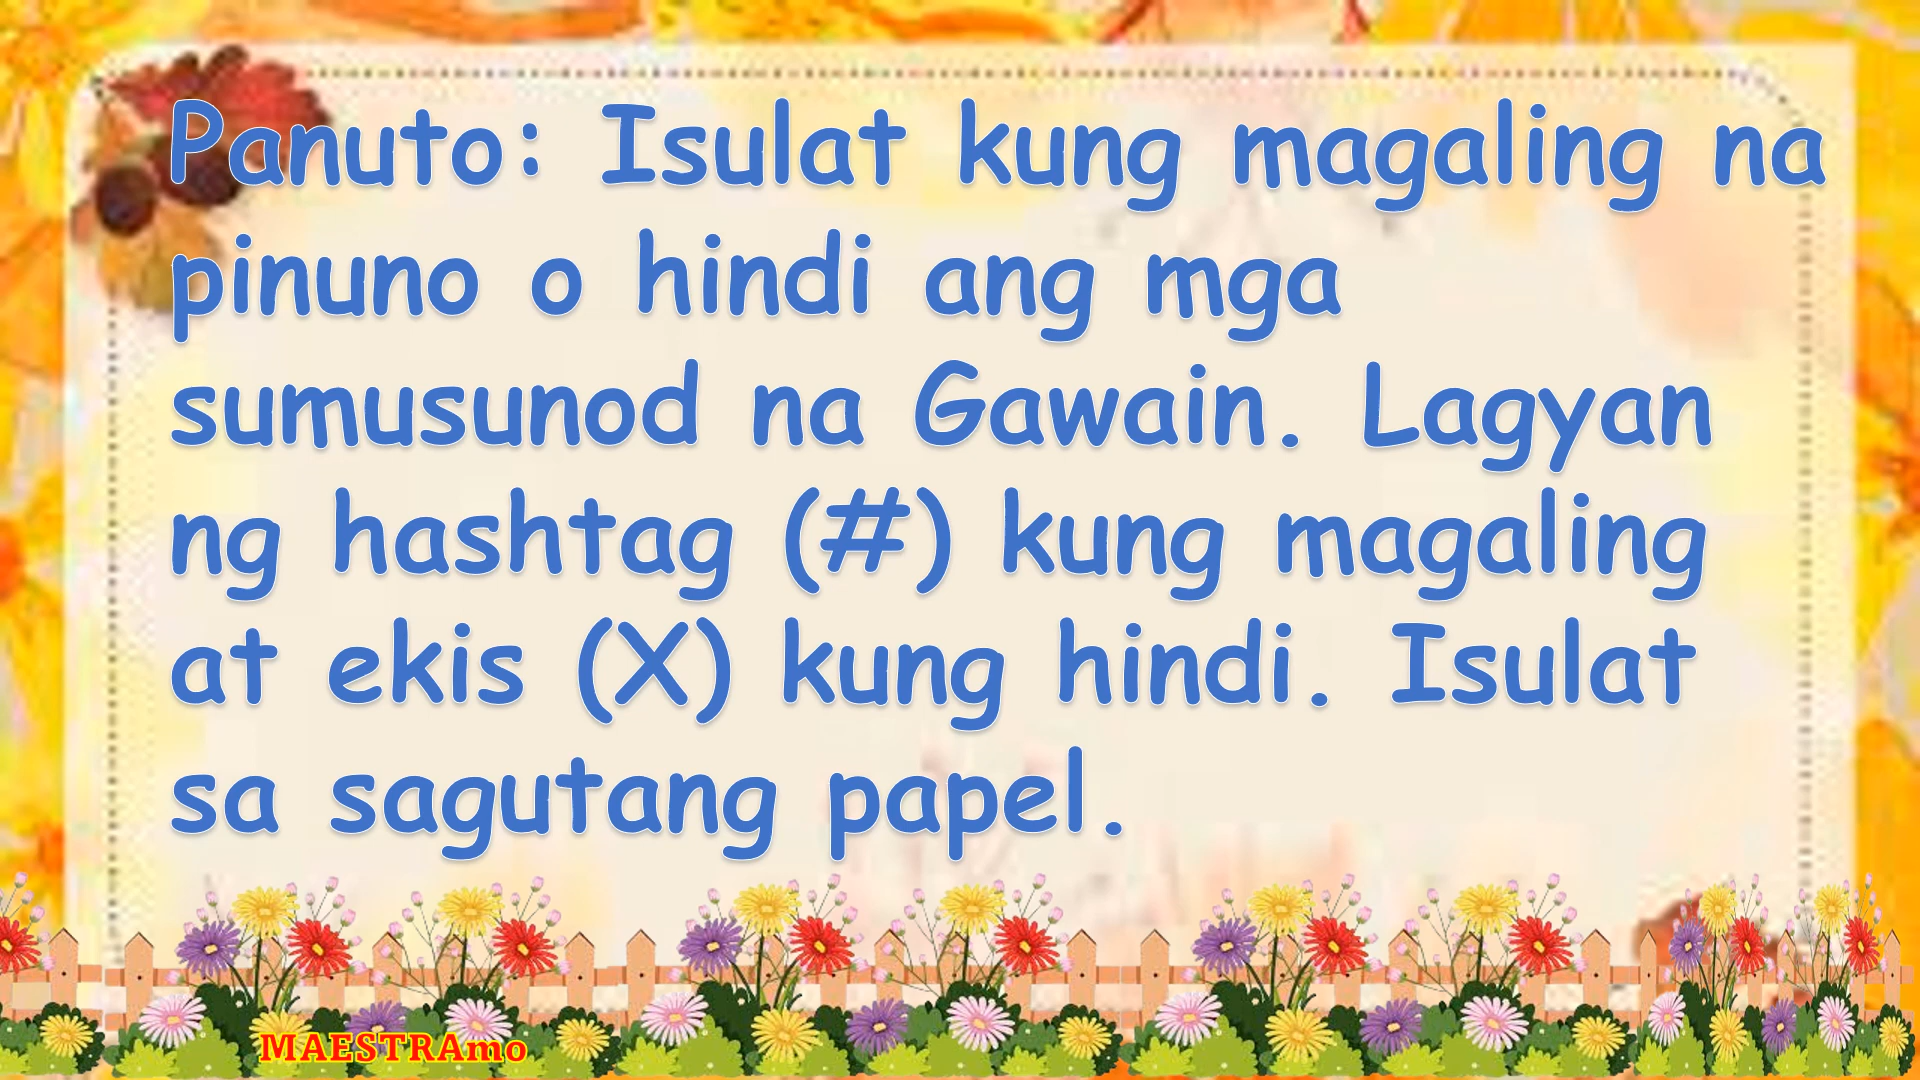 Panuto: Isulat kung magaling na
pinuno o hindi ang mga
sumusunod na Gawain. Lagyan
ng hashtag (#) kung magaling
at ekis (X) kung hindi. Isulat
sa sagutang papel.
MAESTRAmo